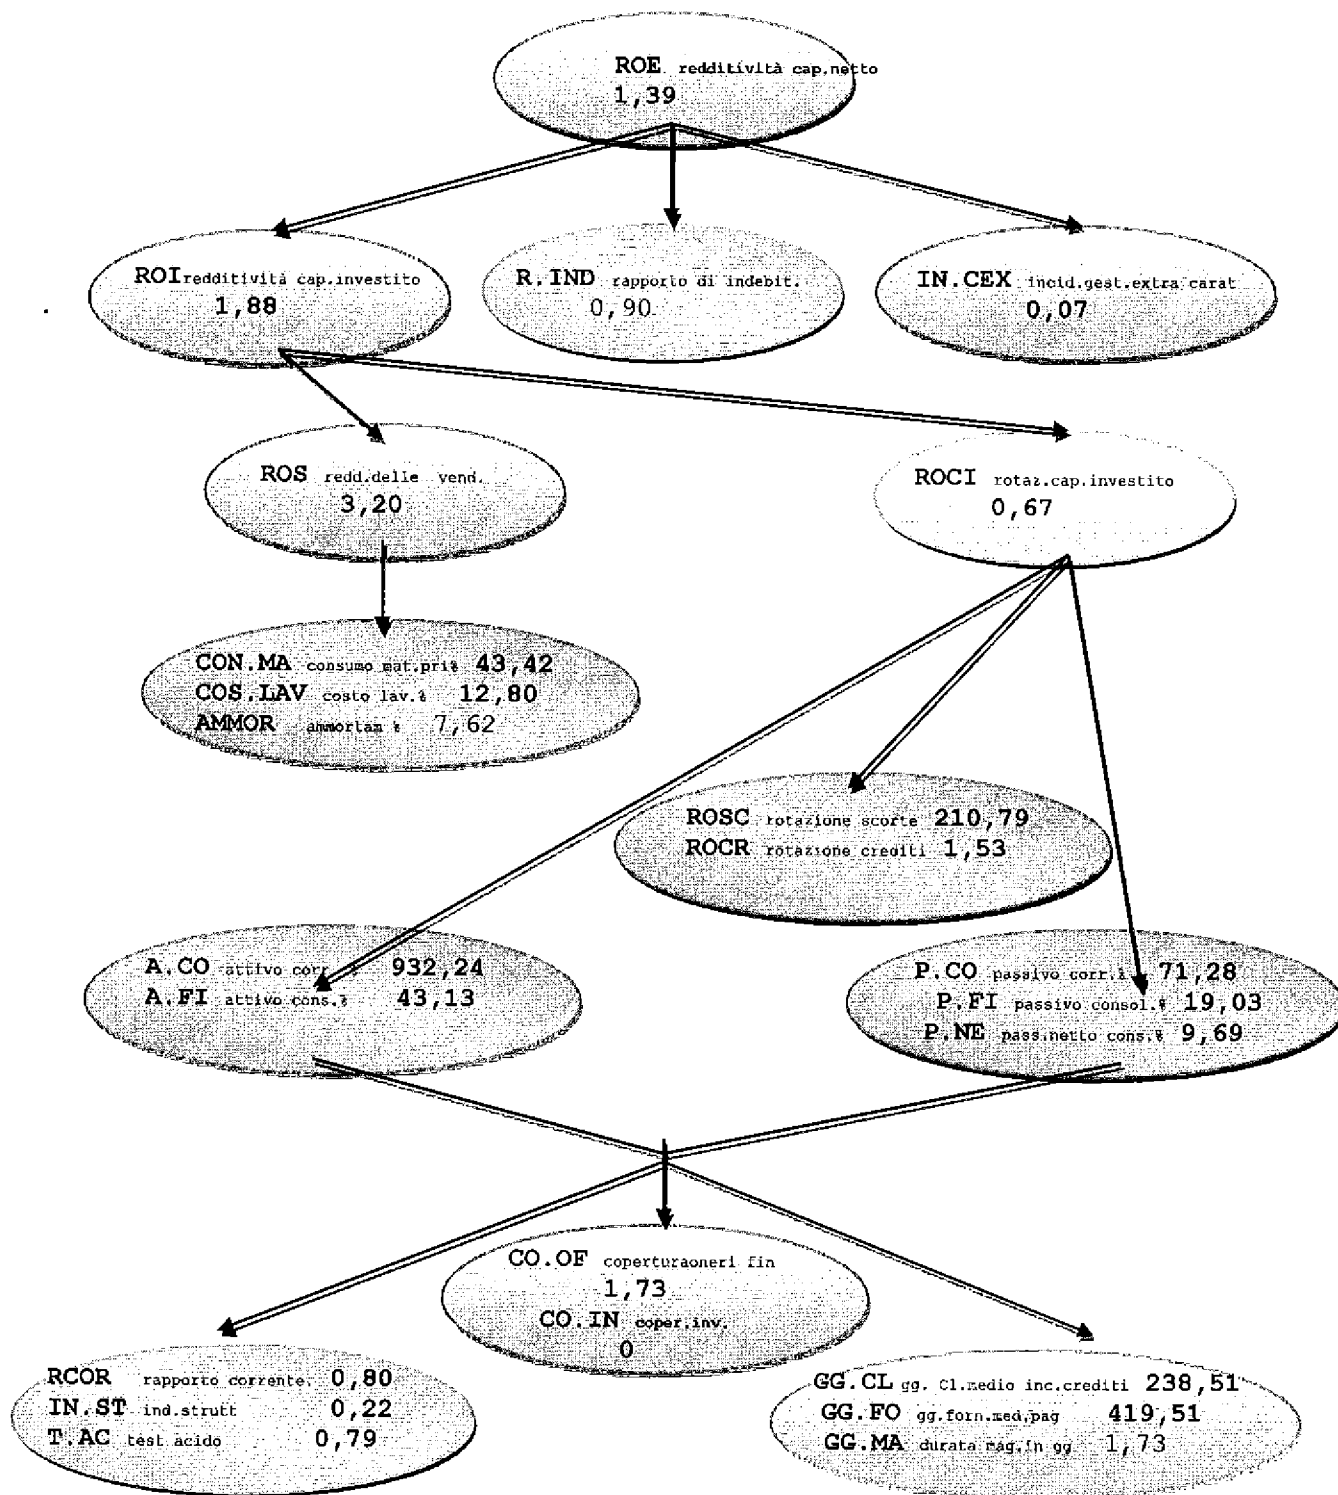 ROE redditività cap.netto
1,39
ROI redditività cap.investito
1,88
R.IND rapporto di indebit.
0,90
IN.CEX incid.gest.extra carat
0,07
ROS redd.delle vend.
3,20
ROCI rotaz.cap.investito
0,67
CON.MA consumo mat.pri% 43,42
COS.LAV costo lav.% 12,80
AMMOR ammortam % 7,62
ROSC rotazione scorte 210,79
ROCR rotazione crediti 1,53
A.CO attivo corr. 932,24
A.FI attivo cons.% 43,13
P.CO passivo corr.% 71,28
P.FI passivo consol.% 19,03
P.NE pass.netto cons.% 9,69
CO.OF coperturaoneri fin
1,73
CO.IN coper.inv.
0
RCOR rapporto corrente. 0,80
IN.ST ind.strutt 0,22
T.AC test acido 0,79
GG.CL gg. Cl.medio inc.crediti 238,51
GG.FO gg.forn.med.pag 419,51
GG.MA durata mag.in gg 1,73